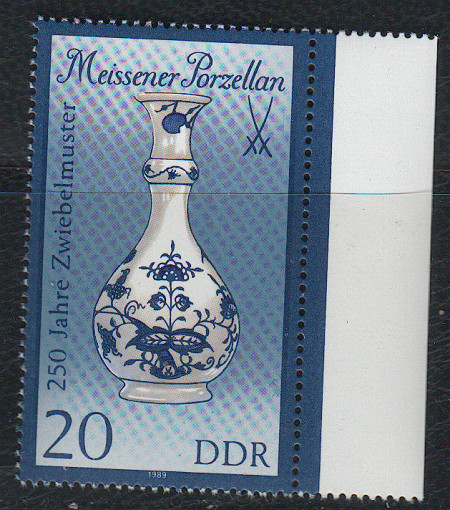 Meissener Porzellan
250 Jahre Zwiebelmuster
20
DDR
1989